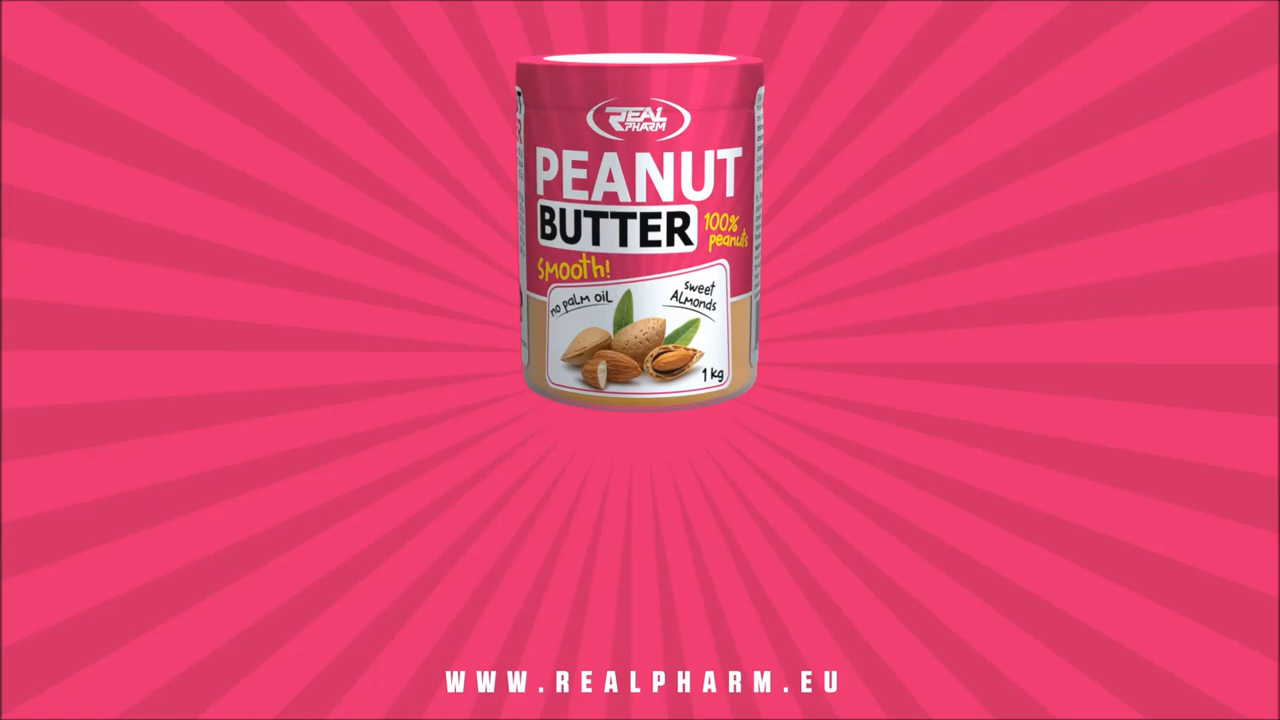 REAL
PHARM
PEANUT
BUTTER
100%
peanuts
smooth!
no palm oil
sweet
Almonds
1 kg
WWW.REALPHARM.EU